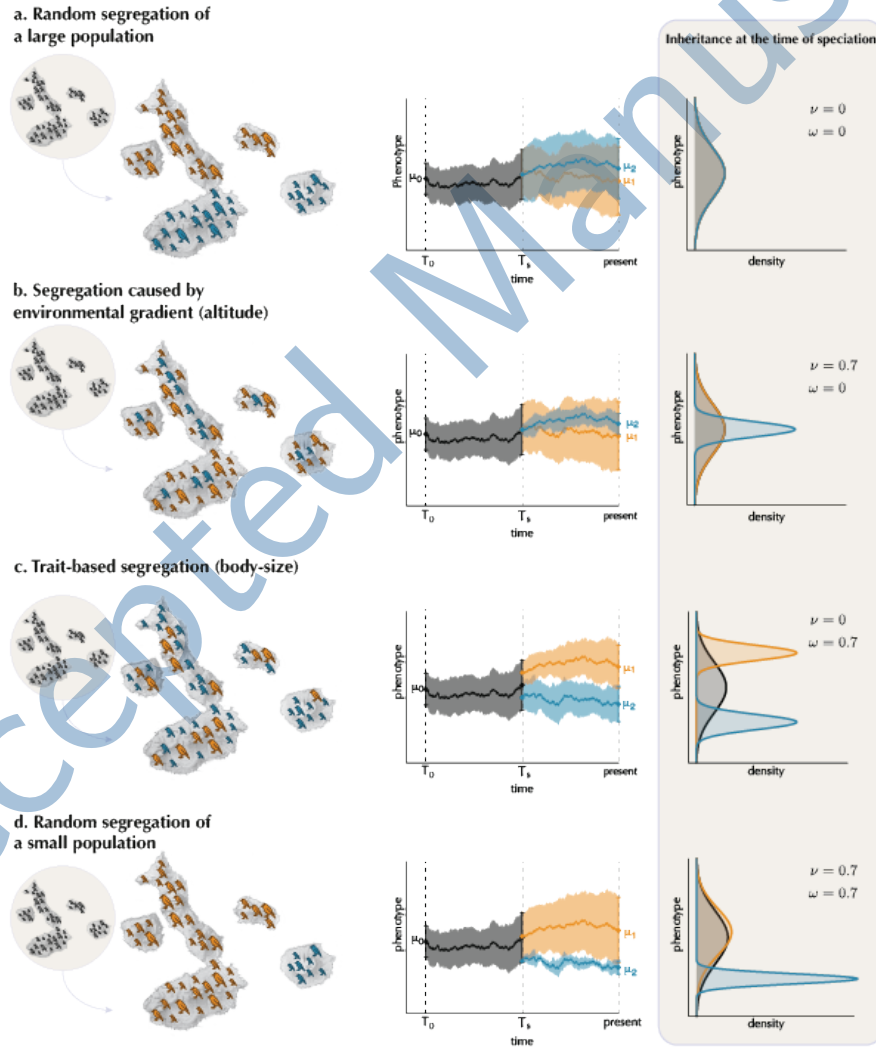 a. Random segregation of
a large population
Inheritance at the time of speciation
phenotype
μ₀
μ₂
μ₁
T₀
Tₛ
present
time
phenotype
density
ν = 0
ω = 0
b. Segregation caused by
environmental gradient (altitude)
phenotype
μ₀
μ₂
μ₁
T₀
Tₛ
present
time
phenotype
density
ν = 0.7
ω = 0
c. Trait-based segregation (body-size)
phenotype
μ₀
μ₁
μ₂
T₀
Tₛ
present
time
phenotype
density
ν = 0
ω = 0.7
d. Random segregation of
a small population
phenotype
μ₀
μ₁
μ₂
T₀
Tₛ
present
time
phenotype
density
ν = 0.7
ω = 0.7
cepted Manus